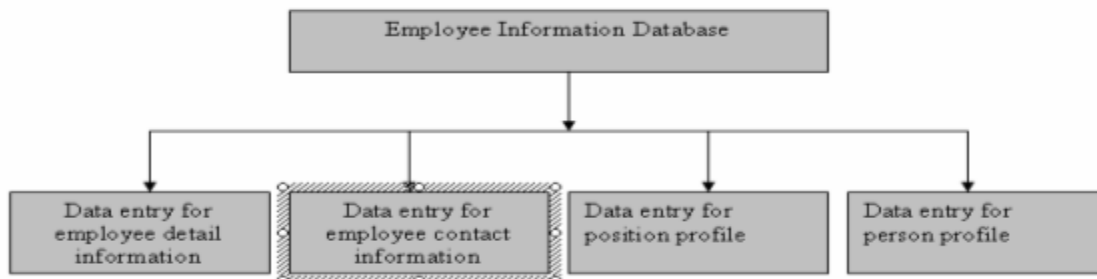 Employee Information Database
Data entry for
employee detail
information
Data entry for
employee contact
information
Data entry for
position profile
Data entry for
person profile